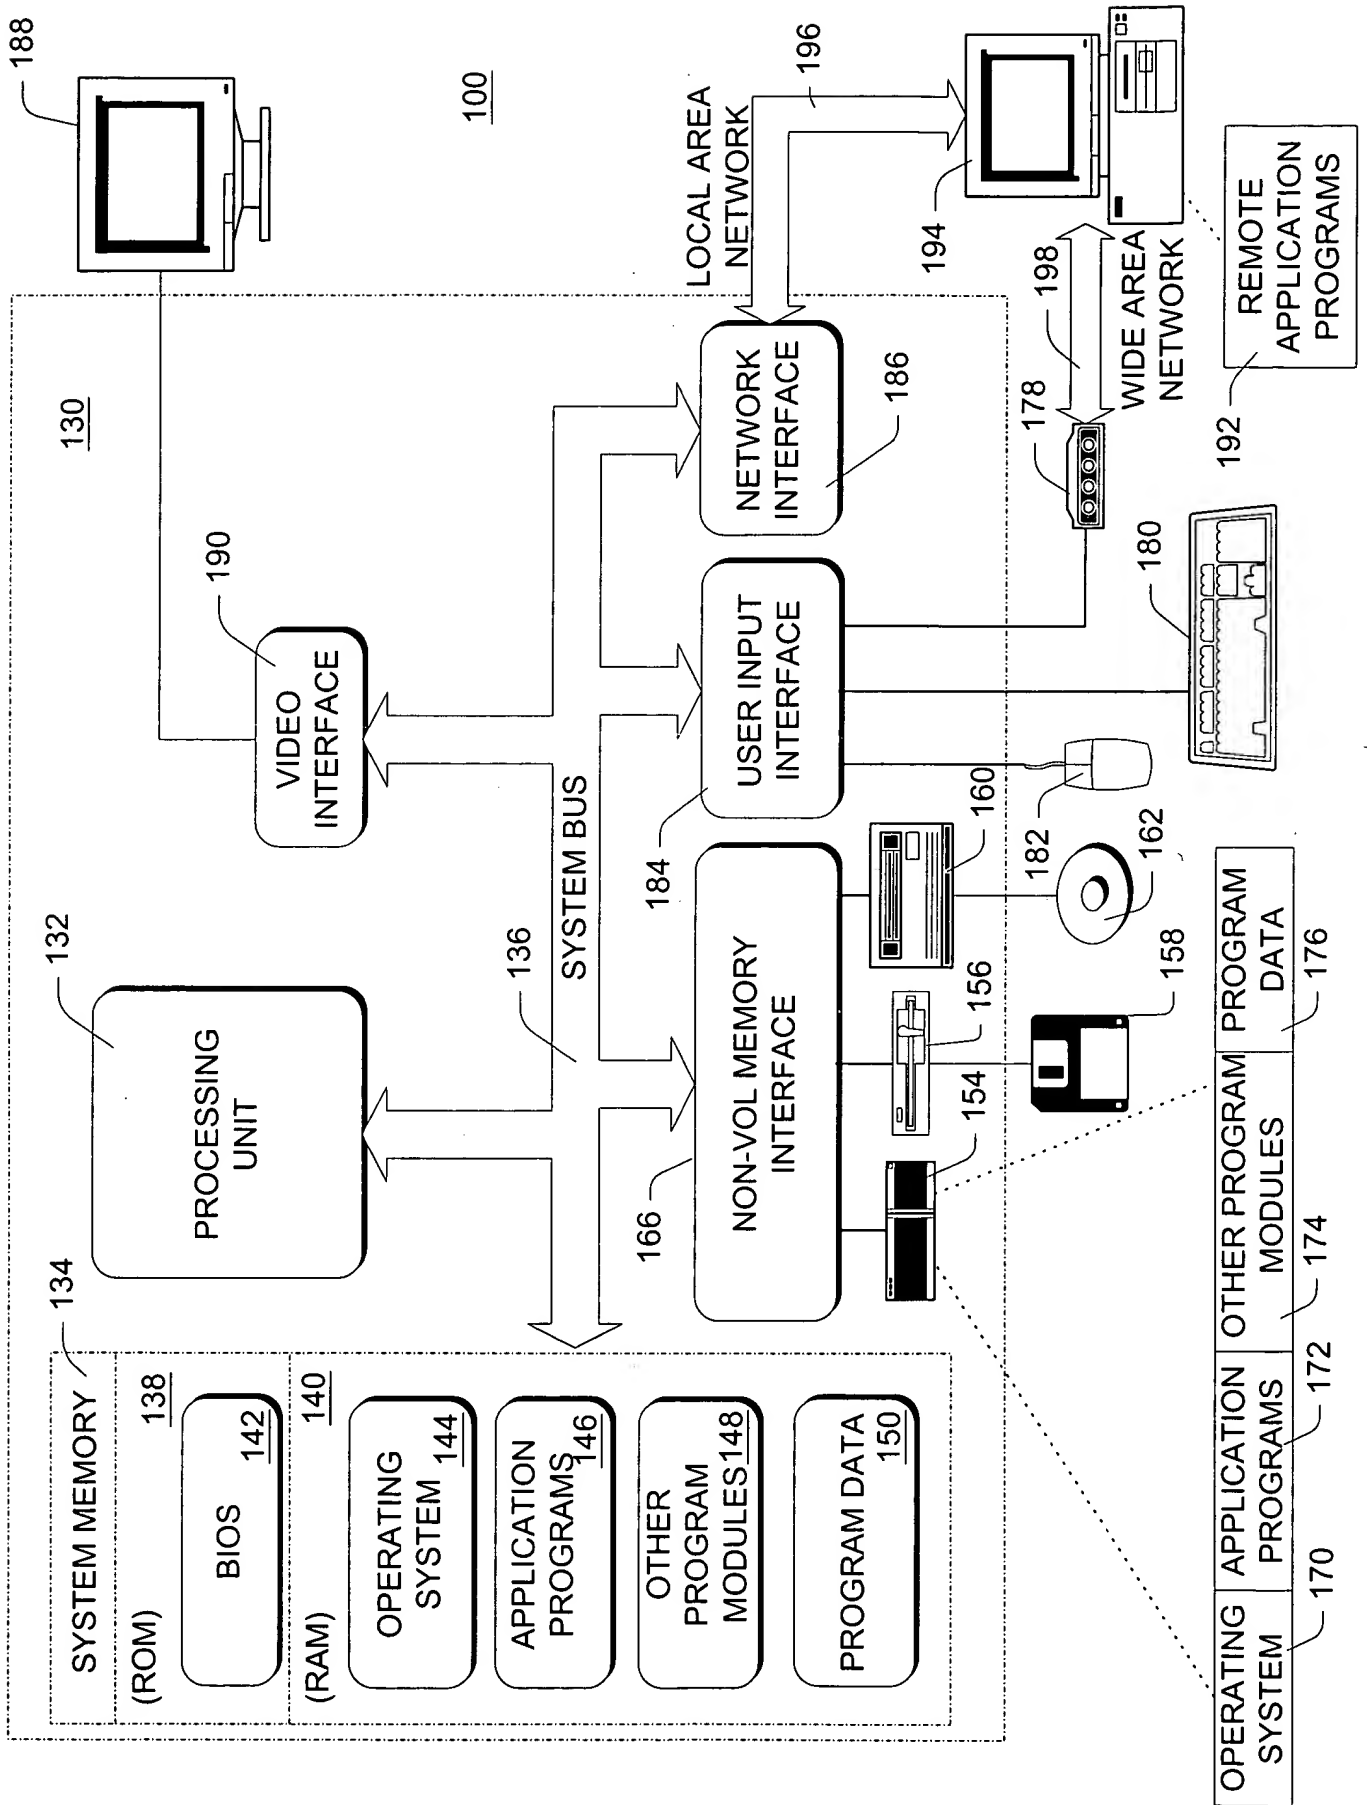 SYSTEM MEMORY
134
(ROM)
138
BIOS
142
(RAM)
140
OPERATING
SYSTEM
144
APPLICATION
PROGRAMS
146
OTHER
PROGRAM
MODULES
148
PROGRAM DATA
150
132
PROCESSING
UNIT
136
SYSTEM BUS
190
VIDEO
INTERFACE
130
188
100
166
NON-VOL MEMORY
INTERFACE
184
USER INPUT
INTERFACE
NETWORK
INTERFACE
186
LOCAL AREA
NETWORK
196
194
198
WIDE AREA
NETWORK
178
192
REMOTE
APPLICATION
PROGRAMS
154
156
158
160
162
182
180
OPERATING
SYSTEM
170
APPLICATION
PROGRAMS
172
OTHER PROGRAM
MODULES
174
PROGRAM
DATA
176